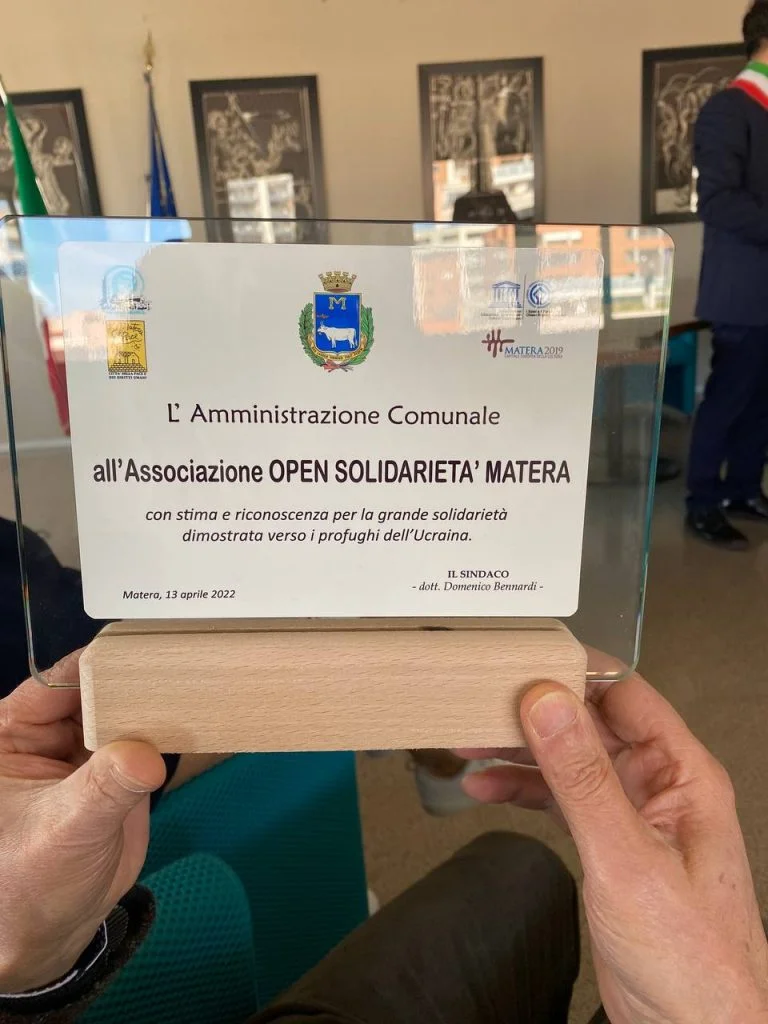 M
MATERA 2019
L' Amministrazione Comunale
all'Associazione OPEN SOLIDARIETA' MATERA
con stima e riconoscenza per la grande solidarietà
dimostrata verso i profughi dell'Ucraina.
IL SINDACO
Matera, 13 aprile 2022
- dott. Domenico Bennardi -